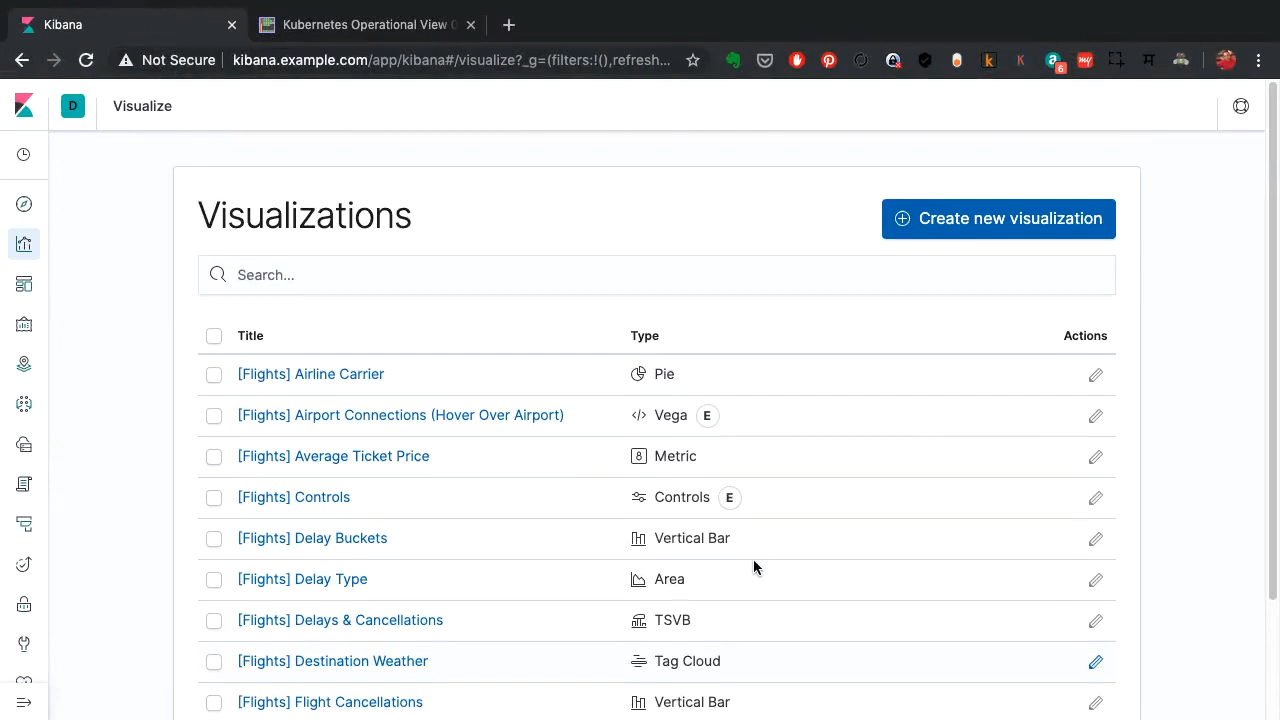 Kibana
Kubernetes Operational View
Not Secure
kibana.example.com/app/kibana#/visualize?_g=(filters:!(),refresh...
K
a
6
my
D
Visualize
Visualizations
Create new visualization
Search...
Title Type Actions
[Flights] Airline Carrier Pie
[Flights] Airport Connections (Hover Over Airport) Vega E
[Flights] Average Ticket Price 8 Metric
[Flights] Controls Controls E
[Flights] Delay Buckets Vertical Bar
[Flights] Delay Type Area
[Flights] Delays & Cancellations TSVB
[Flights] Destination Weather Tag Cloud
[Flights] Flight Cancellations Vertical Bar